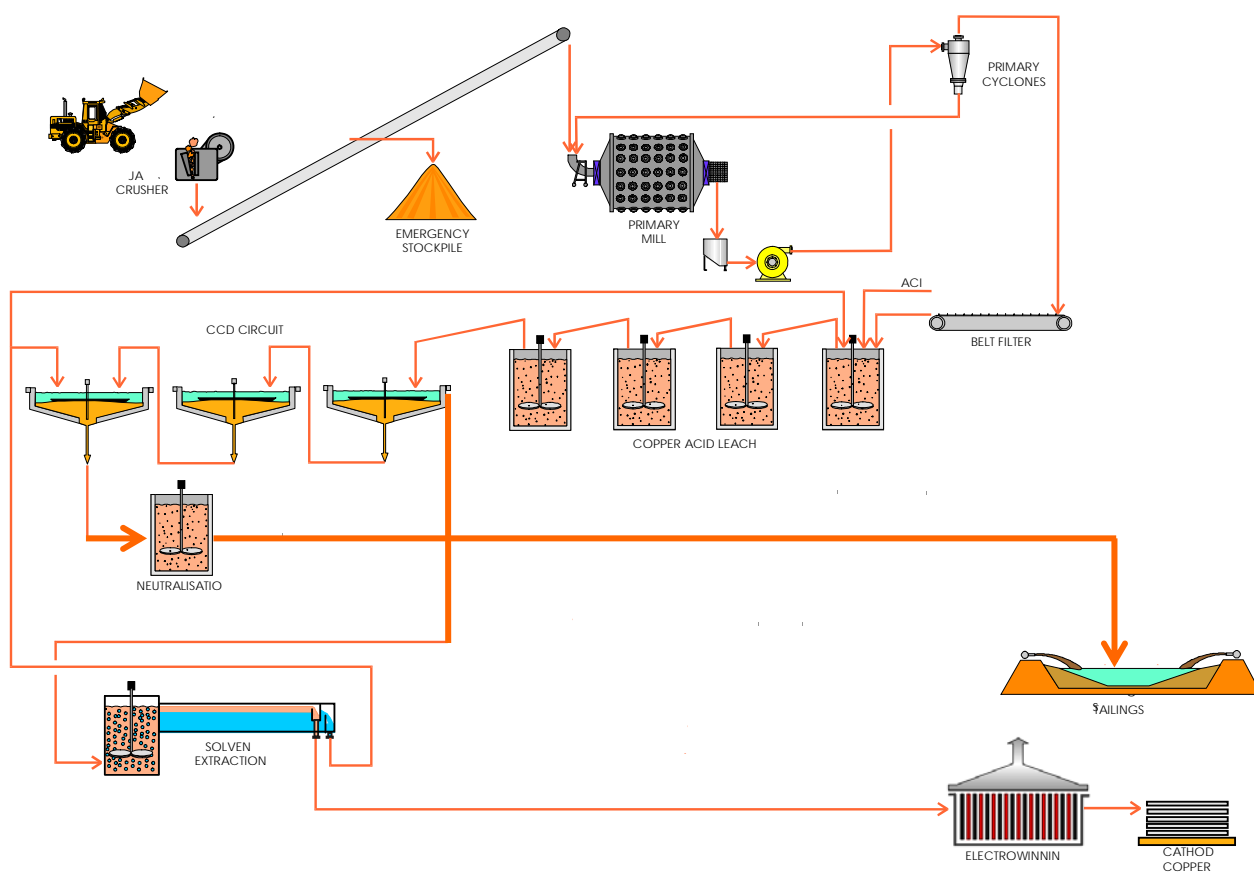 PRIMARY
CYCLONES
JA
CRUSHER
EMERGENCY
STOCKPILE
PRIMARY
MILL
ACI
BELT FILTER
CCD CIRCUIT
COPPER ACID LEACH
NEUTRALISATIO
TAILINGS
SOLVEN
EXTRACTION
ELECTROWINNIN
CATHOD
COPPER